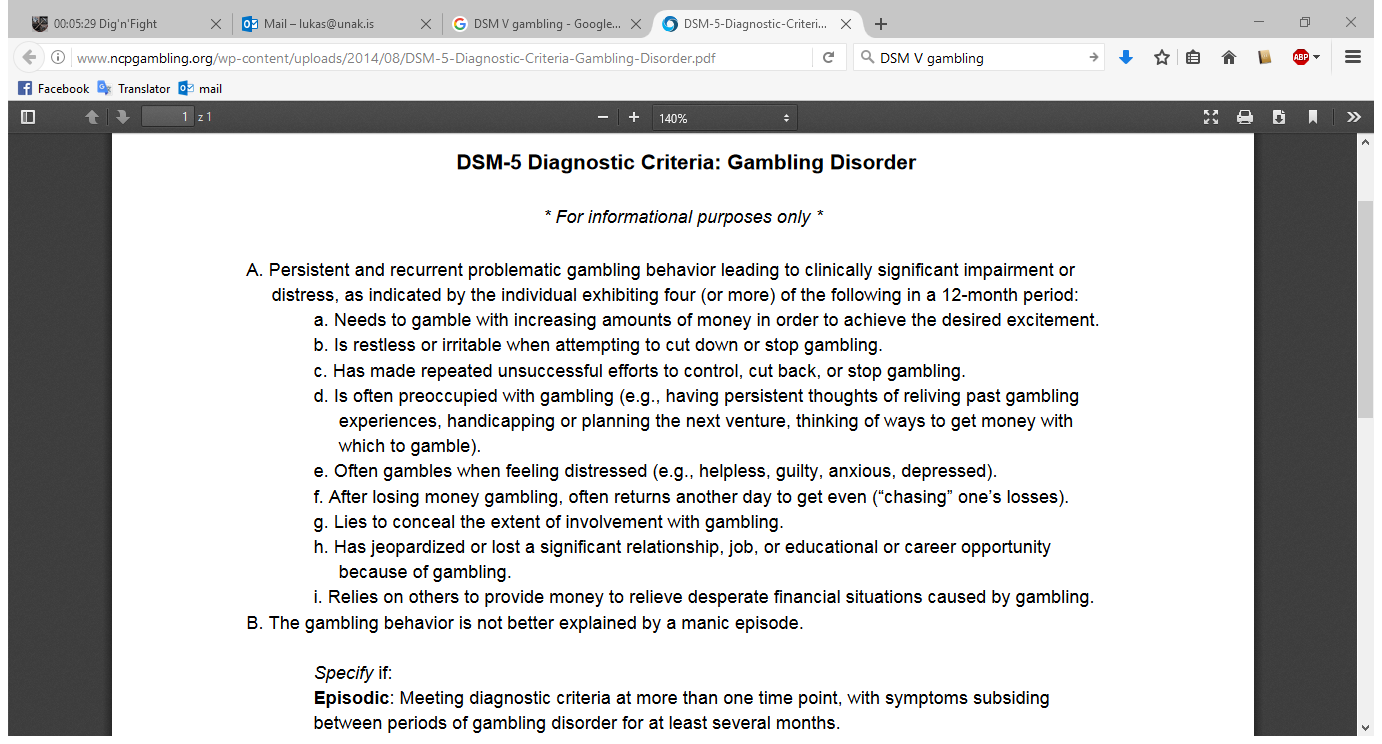 00:05:29 Dig'n'Fight
Mail – lukas@unak.is
DSM V gambling - Google...
DSM-5-Diagnostic-Criteri...
www.ncpgambling.org/wp-content/uploads/2014/08/DSM-5-Diagnostic-Criteria-Gambling-Disorder.pdf
DSM V gambling
ABP
Facebook
Translator
mail
1 z 1
140%
DSM-5 Diagnostic Criteria: Gambling Disorder
* For informational purposes only *
A. Persistent and recurrent problematic gambling behavior leading to clinically significant impairment or
distress, as indicated by the individual exhibiting four (or more) of the following in a 12-month period:
a. Needs to gamble with increasing amounts of money in order to achieve the desired excitement.
b. Is restless or irritable when attempting to cut down or stop gambling.
c. Has made repeated unsuccessful efforts to control, cut back, or stop gambling.
d. Is often preoccupied with gambling (e.g., having persistent thoughts of reliving past gambling
experiences, handicapping or planning the next venture, thinking of ways to get money with
which to gamble).
e. Often gambles when feeling distressed (e.g., helpless, guilty, anxious, depressed).
f. After losing money gambling, often returns another day to get even (“chasing” one’s losses).
g. Lies to conceal the extent of involvement with gambling.
h. Has jeopardized or lost a significant relationship, job, or educational or career opportunity
because of gambling.
i. Relies on others to provide money to relieve desperate financial situations caused by gambling.
B. The gambling behavior is not better explained by a manic episode.
Specify if:
Episodic: Meeting diagnostic criteria at more than one time point, with symptoms subsiding
between periods of gambling disorder for at least several months.